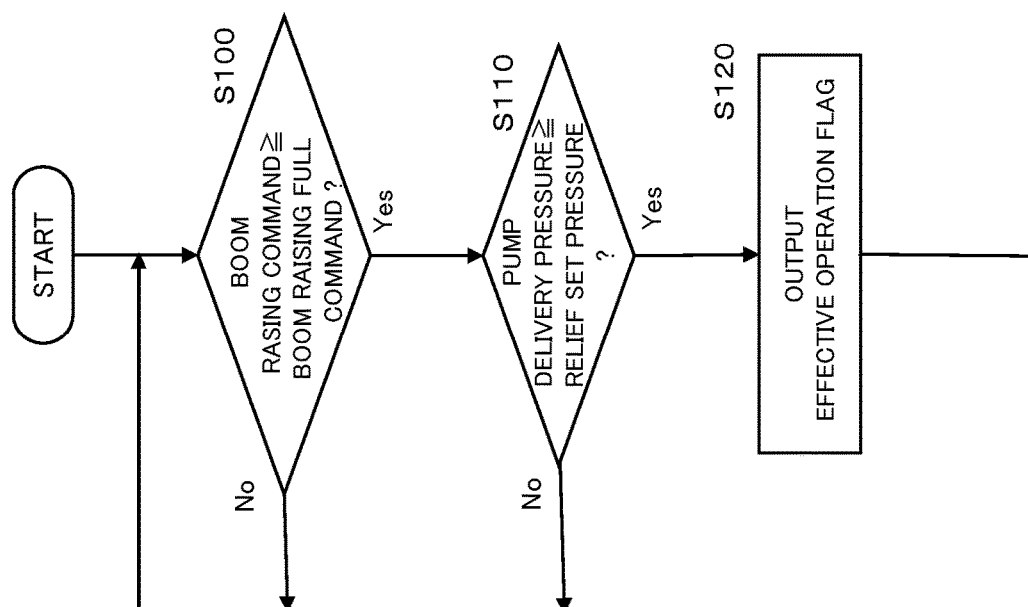 START
S100
BOOM
RASING COMMAND≧
BOOM RAISING FULL
COMMAND ?
Yes
No
S110
PUMP
DELIVERY PRESSURE≧
RELIEF SET PRESSURE
?
Yes
No
S120
OUTPUT
EFFECTIVE OPERATION FLAG